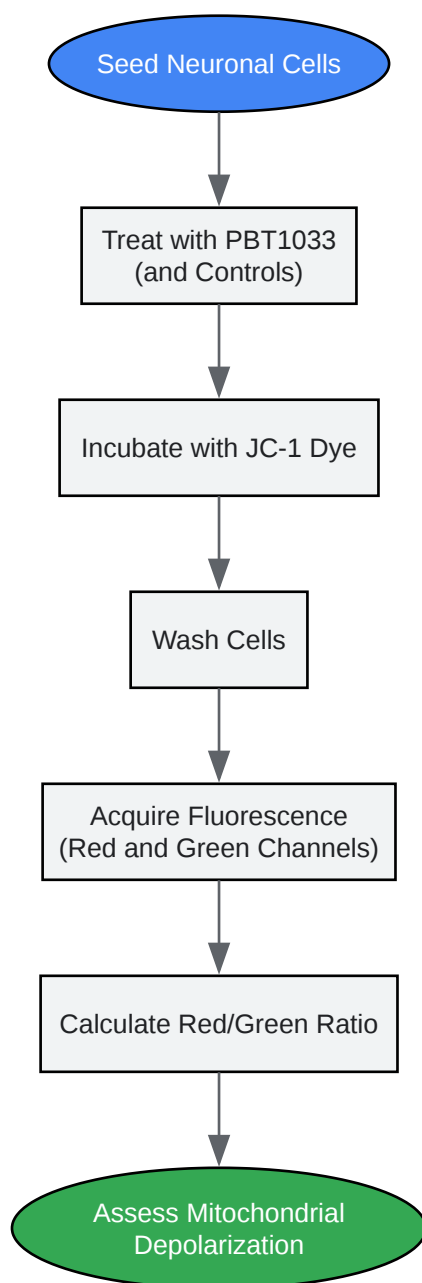 Seed Neuronal Cells
Treat with PBT1033
(and Controls)
Incubate with JC-1 Dye
Wash Cells
Acquire Fluorescence
(Red and Green Channels)
Calculate Red/Green Ratio
Assess Mitochondrial
Depolarization